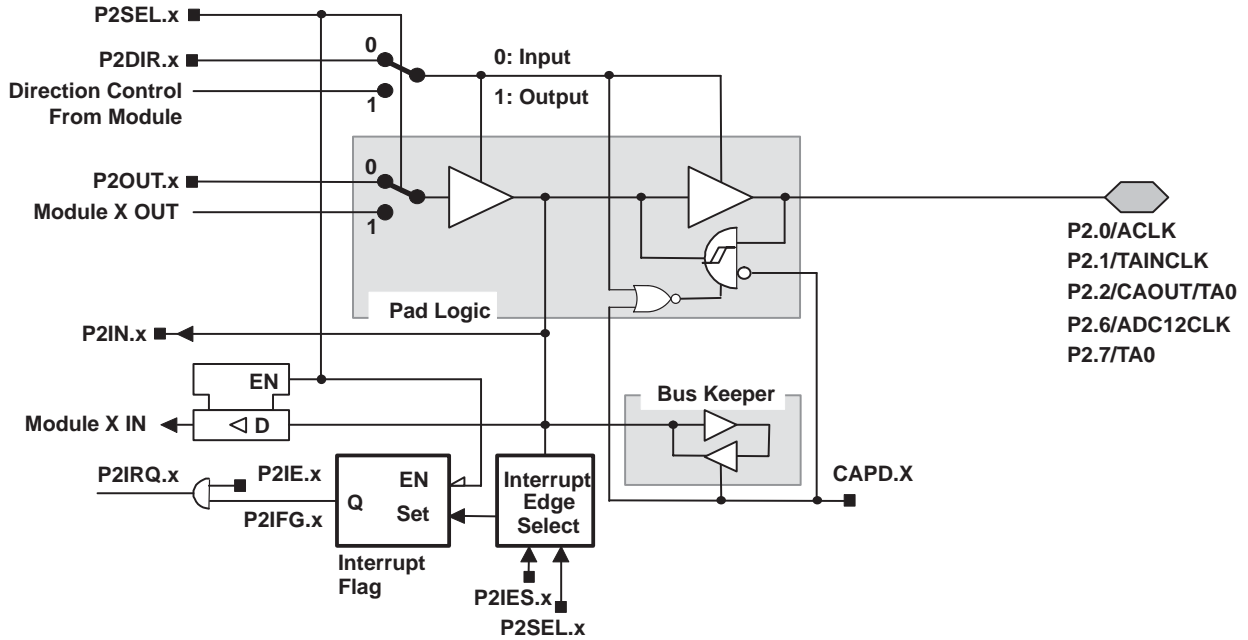 P2SEL.x
P2DIR.x
0
0: Input
Direction Control
From Module
1
1: Output
P2OUT.x
0
Module X OUT
1
Pad Logic
P2.0/ACLK
P2.1/TAINCLK
P2.2/CAOUT/TA0
P2.6/ADC12CLK
P2.7/TA0
P2IN.x
EN
Bus Keeper
Module X IN
D
P2IRQ.x
P2IE.x
EN
Interrupt
Edge
Select
CAPD.X
Q
Set
P2IFG.x
Interrupt
Flag
P2IES.x
P2SEL.x